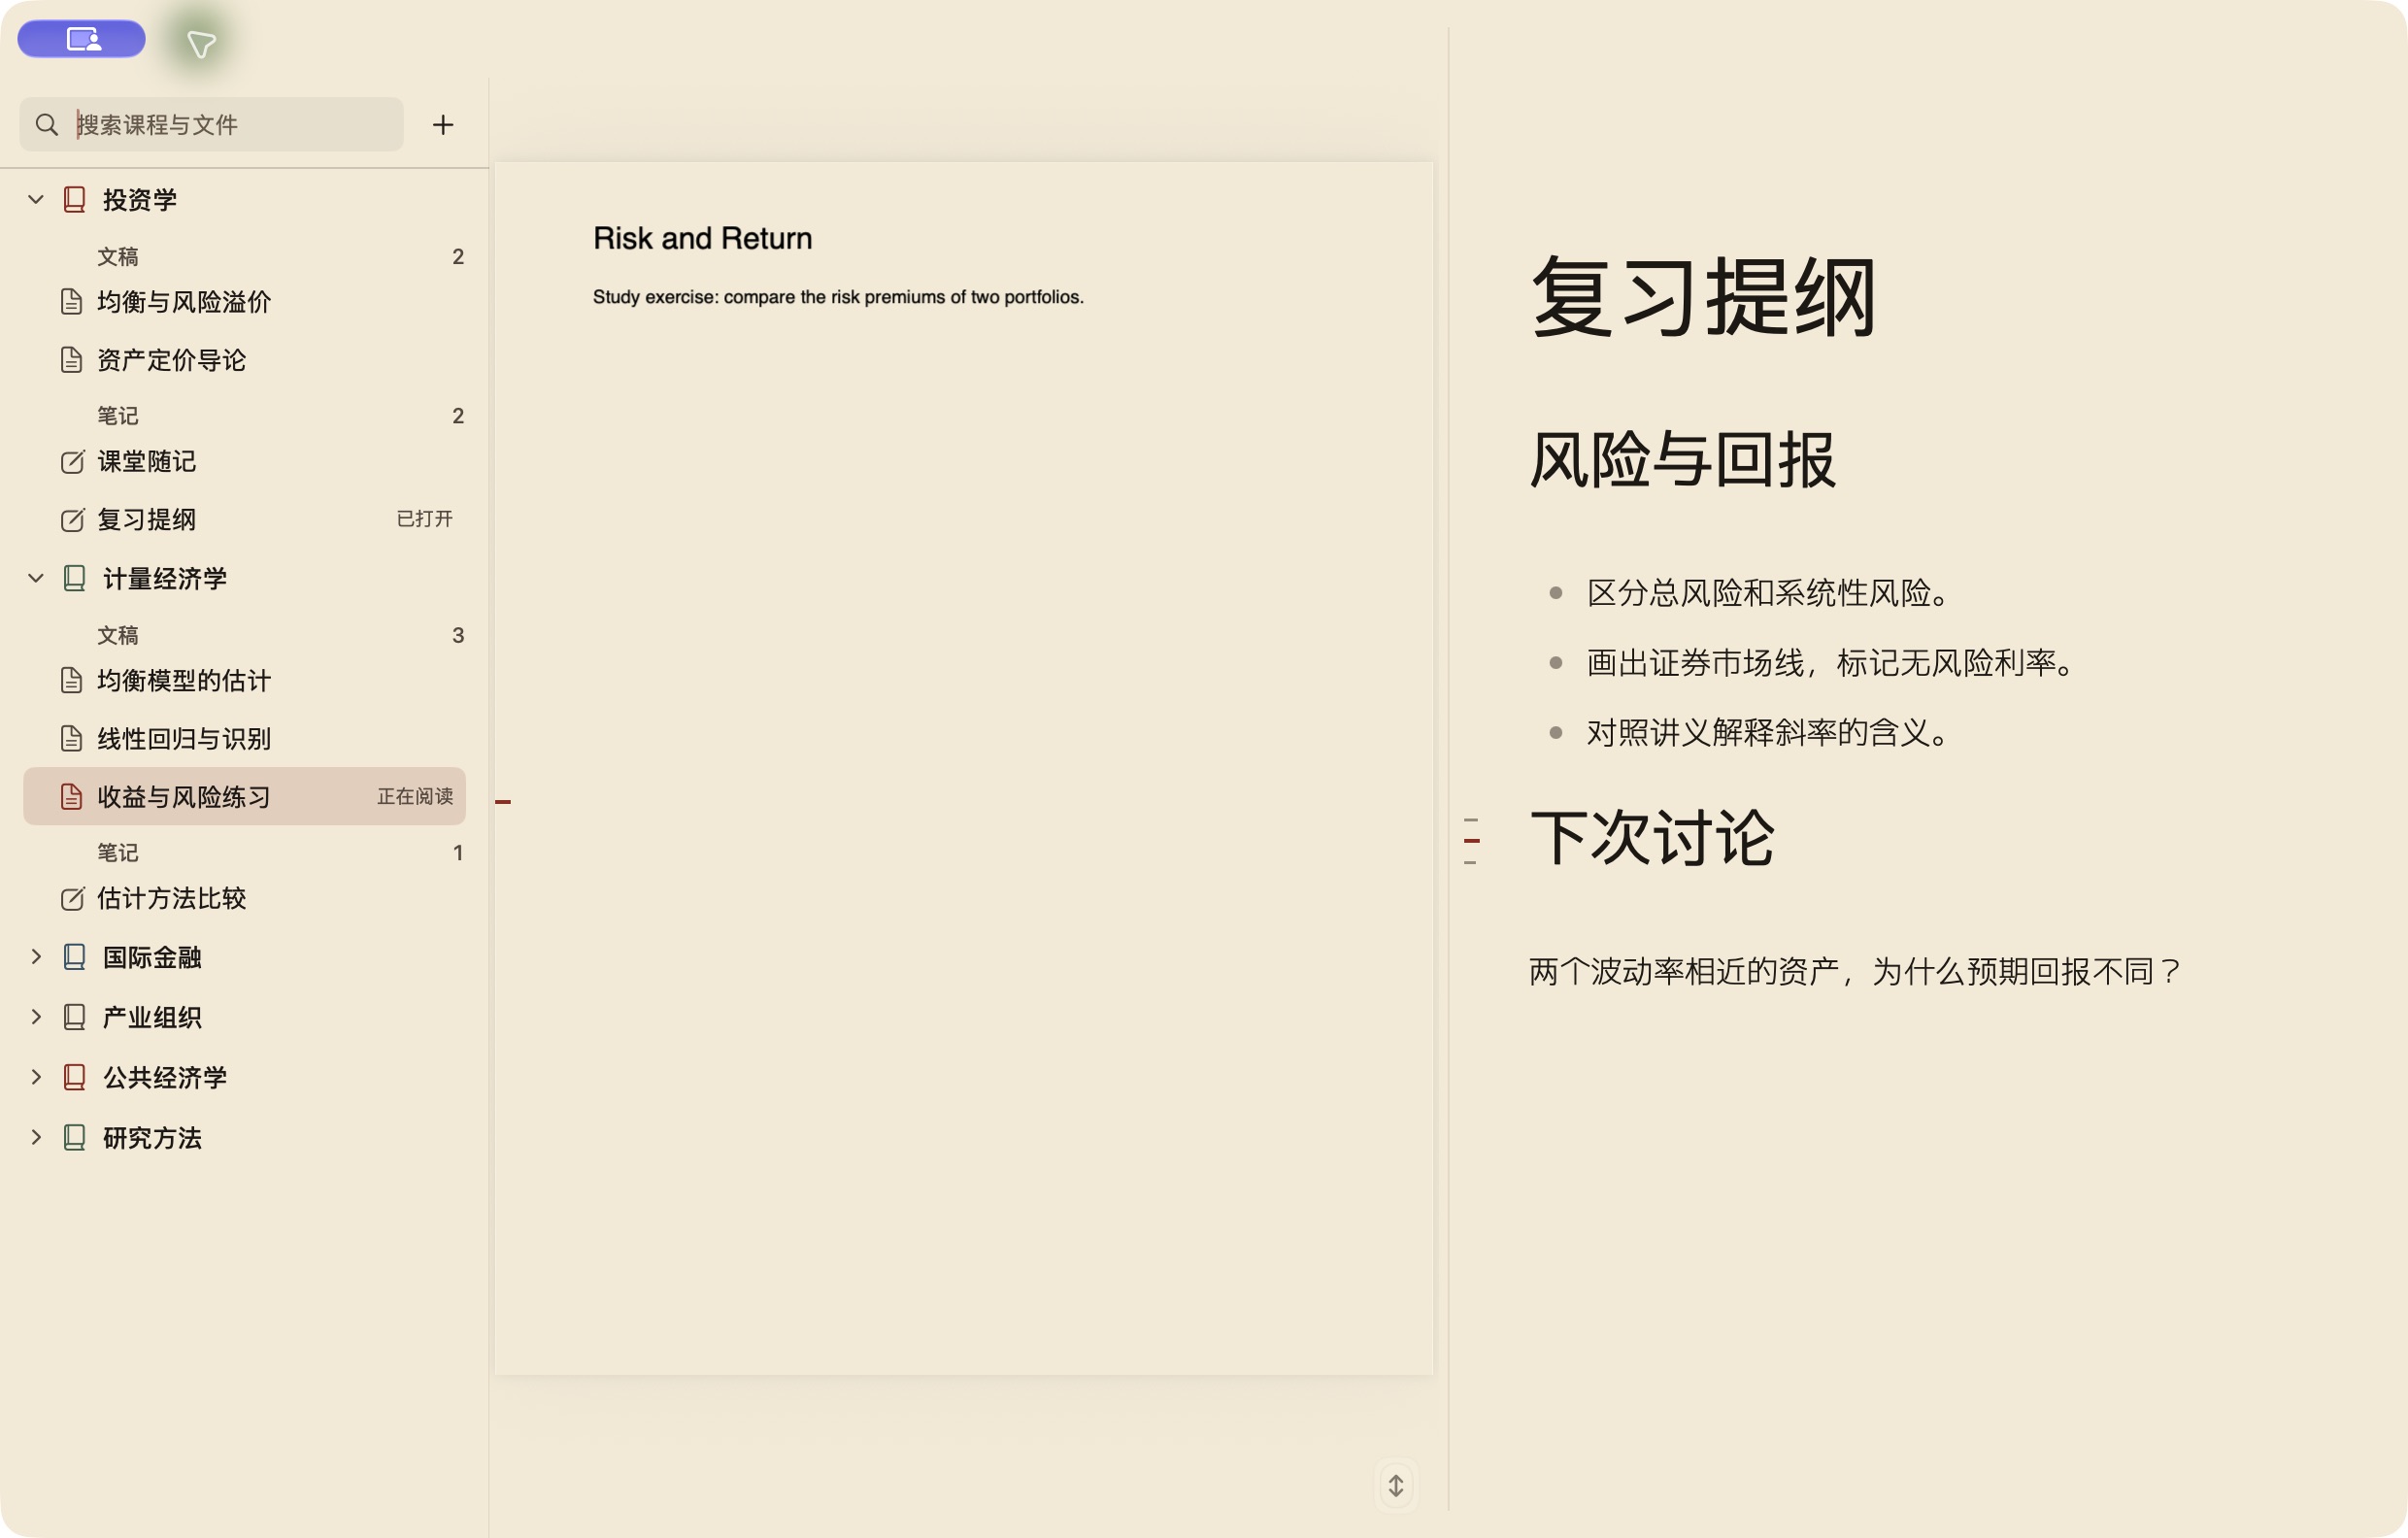 搜索课程与文件
投资学
文稿 2
均衡与风险溢价
资产定价导论
笔记 2
课堂随记
复习提纲 已打开
计量经济学
文稿 3
均衡模型的估计
线性回归与识别
收益与风险练习 正在阅读
笔记 1
估计方法比较
国际金融
产业组织
公共经济学
研究方法
Risk and Return
Study exercise: compare the risk premiums of two portfolios.
复习提纲
风险与回报
区分总风险和系统性风险。
画出证券市场线，标记无风险利率。
对照讲义解释斜率的含义。
下次讨论
两个波动率相近的资产，为什么预期回报不同？